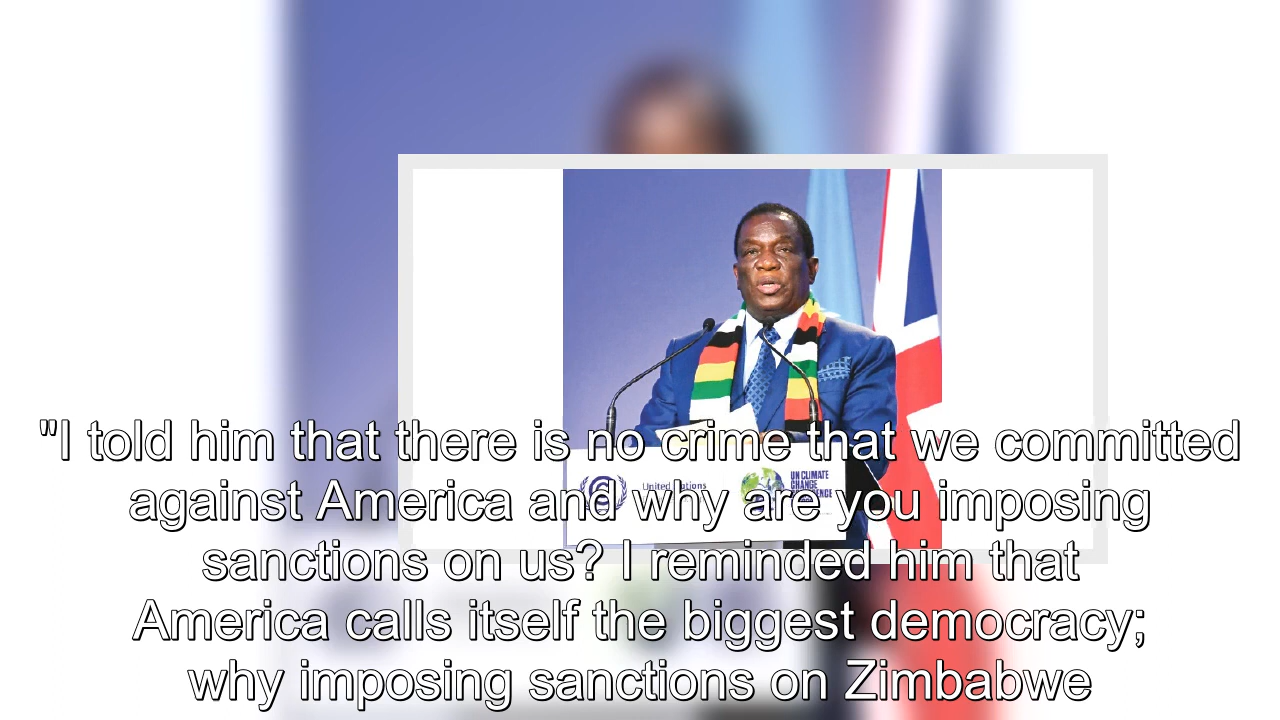 "I told him that there is no crime that we committed
against America and why are you imposing
sanctions on us? I reminded him that
America calls itself the biggest democracy;
why imposing sanctions on Zimbabwe
UN CLIMATE
CHANGE
United